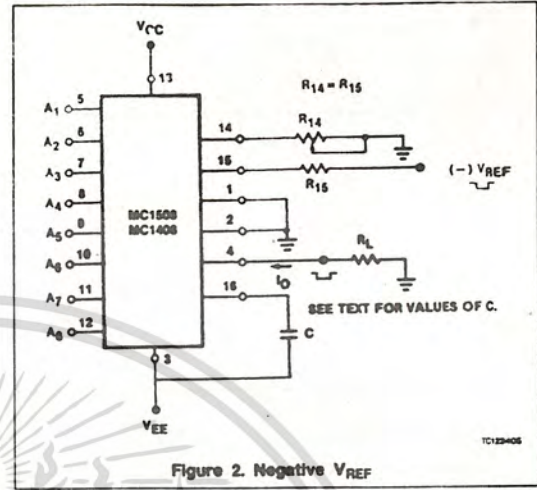 VCC
13
R14 = R15
A1 5
A2 6
A3 7
A4 8
A5 9
A6 10
A7 11
A8 12
MC1508
MC1408
14
R14
15
R15
(-) VREF
1
2
4
IO
RL
16
C
SEE TEXT FOR VALUES OF C.
3
VEE
Figure 2. Negative VREF